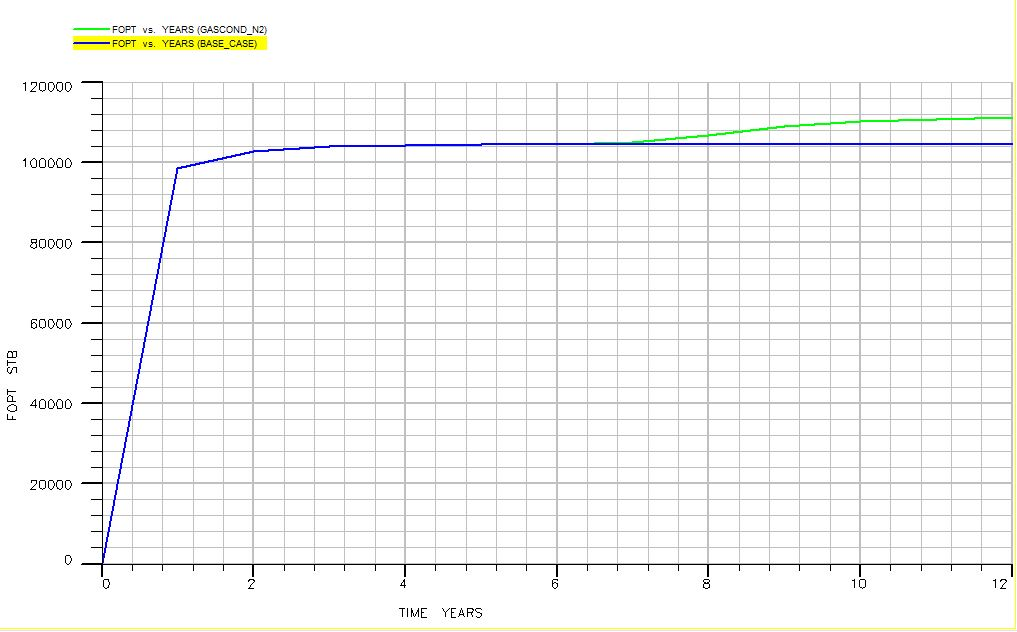 FOPT vs. YEARS (GASCOND_N2)
FOPT vs. YEARS (BASE_CASE)
120000
100000
80000
60000
40000
20000
0
FOPT STB
0 2 4 6 8 10 12
TIME YEARS